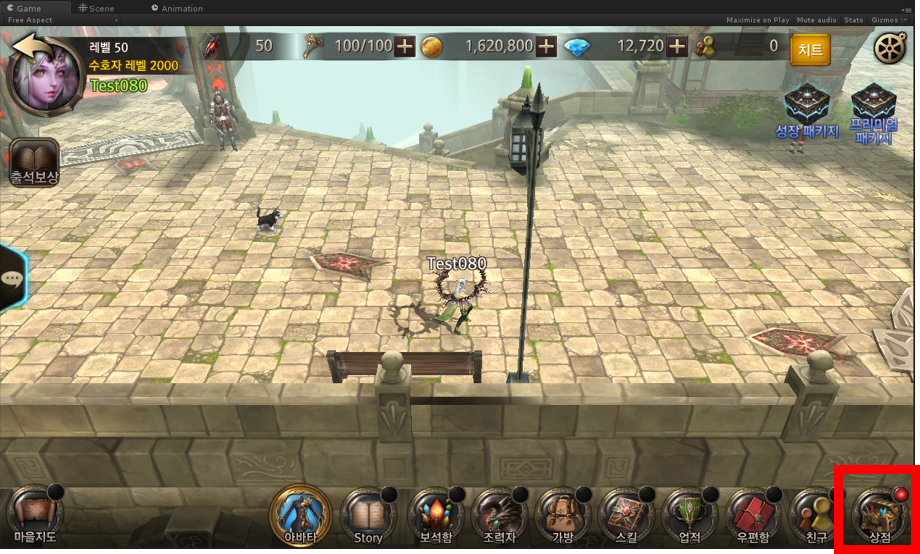 Game
Scene
Animation
Free Aspect
Maximize on Play
Mute audio
Stats
Gizmos
레벨 50
수호자 레벨 2000
Test080
50
100/100
1,620,800
12,720
0
치트
성장 패키지
프리미엄
패키지
출석보상
Test080
마을지도
아바타
Story
보석함
조력자
가방
스킬
업적
우편함
친구
상점